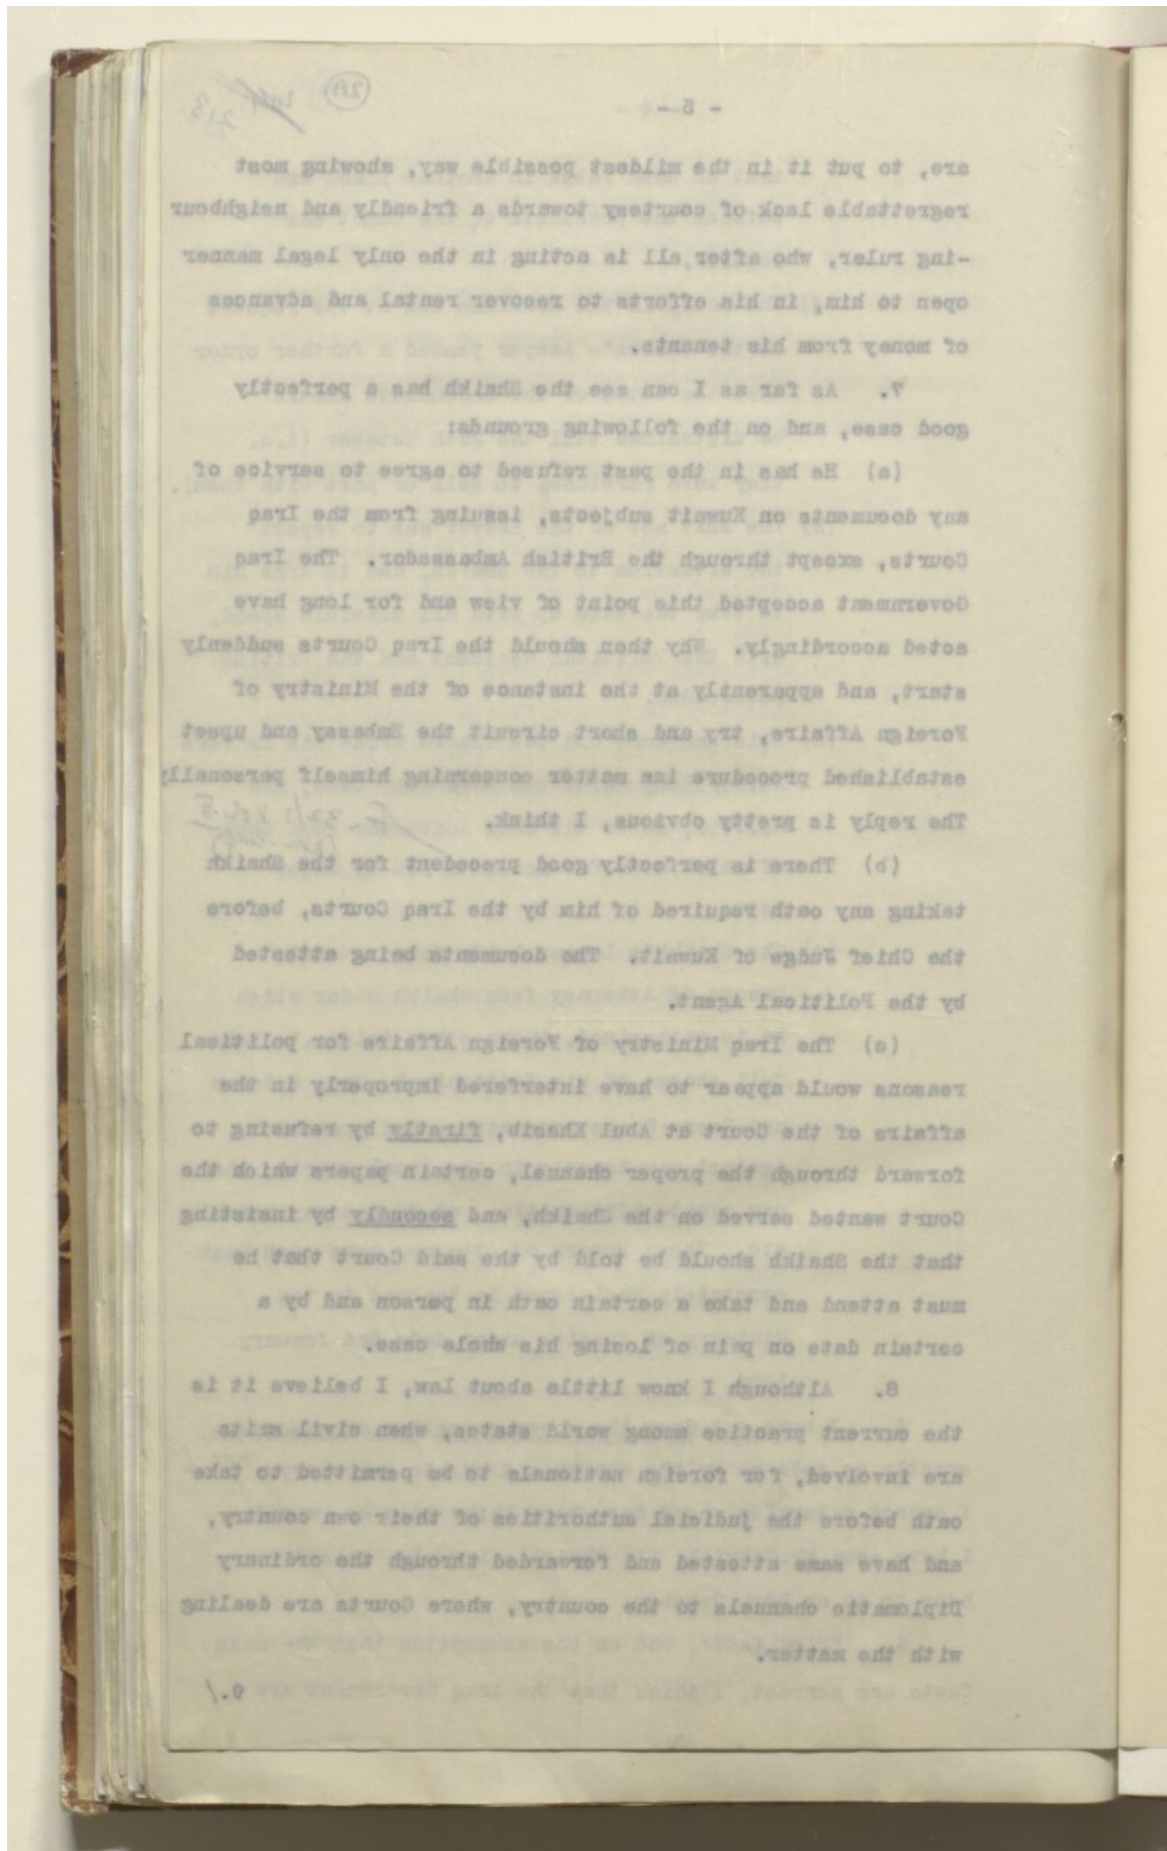 - 5 -
213
are, to put it in the mildest possible way, showing most
regrettable lack of courtesy towards a friendly and neighbour
-ing ruler, who after all is acting in the only legal manner
open to him, in his efforts to recover rental and advances
of money from his tenants.
7. As far as I can see the Shaikh has a perfectly
good case, and on the following grounds:
(a) He has in the past refused to agree to service of
any documents on Kuwait subjects, issuing from the Iraq
Courts, except through the British Ambassador. The Iraq
Government accepted this point of view and for long have
acted accordingly. Why then should the Iraq Courts suddenly
start, and apparently at the instance of the Ministry of
Foreign Affairs, try and short circuit the Embassy and upset
established procedure ins matter concerning himself personally
The reply is pretty obvious, I think.
(b) There is perfectly good precedent for the Shaikh
taking any oath required of him by the Iraq Courts, before
the Chief Judge of Kuwait. The documents being attested
by the Political Agent.
(c) The Iraq Ministry of Foreign Affairs for political
reasons would appear to have interfered improperly in the
affairs of the Court at Abul Khasib, firstly by refusing to
forward through the proper channel, certain papers which the
Court wanted served on the Shaikh, and secondly by insisting
that the Shaikh should be told by the said Court that he
must attend and take a certain oath in person and by a
certain date on pain of losing his whole case.
8. Although I know little about Law, I believe it is
the current practice among world states, when civil suits
are involved, for foreign nationals to be permitted to take
oath before the judicial authorities of their own country,
and have same attested and forwarded through the ordinary
Diplomatic channels to the country, where Courts are dealing
with the matter.
9./